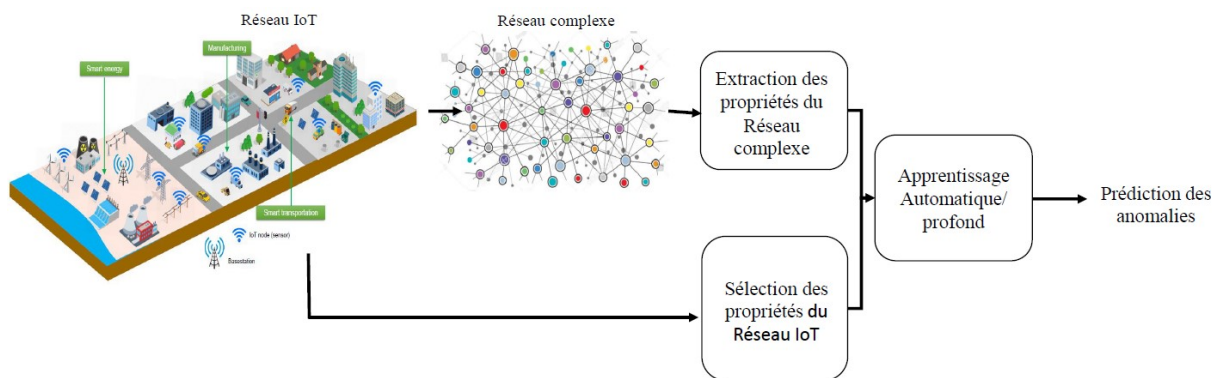 Réseau IoT
Réseau complexe
Manufacturing
Smart energy
Smart transportation
IoT node (sensor)
Basestation
Extraction des
propriétés du
Réseau
complexe
Sélection des
propriétés du
Réseau IoT
Apprentissage
Automatique/
profond
Prédiction des
anomalies